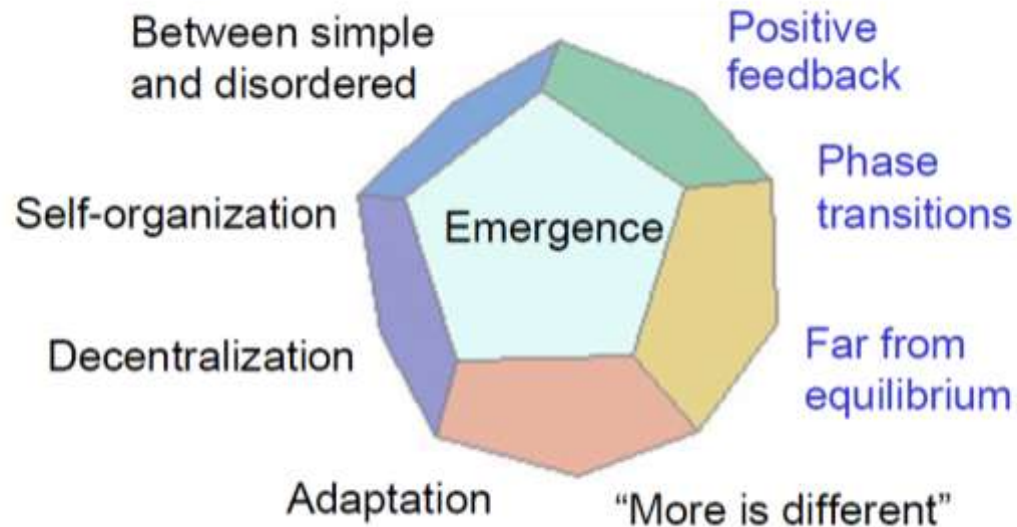 Between simple
and disordered
Positive
feedback
Phase
transitions
Self-organization
Emergence
Decentralization
Far from
equilibrium
Adaptation
“More is different”